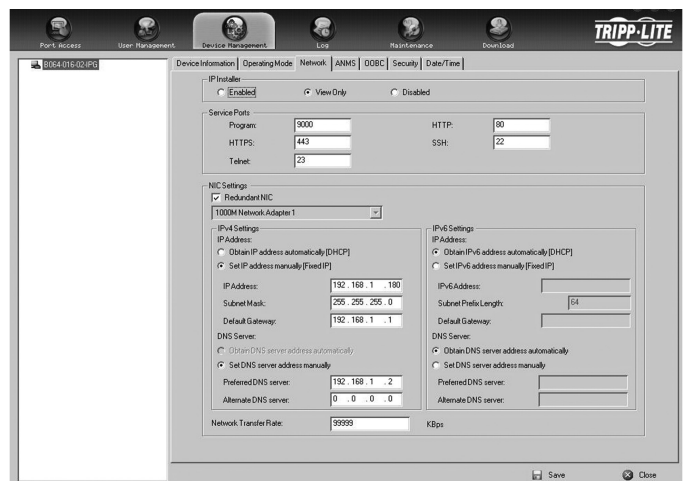 Port Access
User Management
Device Management
Log
Maintenance
Download
TRIPP·LITE
B064-016-02-IPG
Device Information
Operating Mode
Network
ANMS
OOBC
Security
Date/Time
IP Installer
Enabled
View Only
Disabled
Service Ports
Program: 9000
HTTP: 80
HTTPS: 443
SSH: 22
Telnet: 23
NIC Settings
Redundant NIC
1000M Network Adapter 1
IPv4 Settings
IP Address:
Obtain IP address automatically [DHCP]
Set IP address manually [Fixed IP]
IP Address: 192 . 168 . 1 . 180
Subnet Mask: 255 . 255 . 255 . 0
Default Gateway: 192 . 168 . 1 . 1
DNS Server:
Obtain DNS server address automatically
Set DNS server address manually
Preferred DNS server: 192 . 168 . 1 . 2
Alternate DNS server: 0 . 0 . 0 . 0
IPv6 Settings
IP Address:
Obtain IPv6 address automatically [DHCP]
Set IPv6 address manually [Fixed IP]
IPv6 Address:
Subnet Prefix Length: 64
Default Gateway:
DNS Server:
Obtain DNS server address automatically
Set DNS server address manually
Preferred DNS server:
Alternate DNS server:
Network Transfer Rate: 99999 KBps
Save
Close